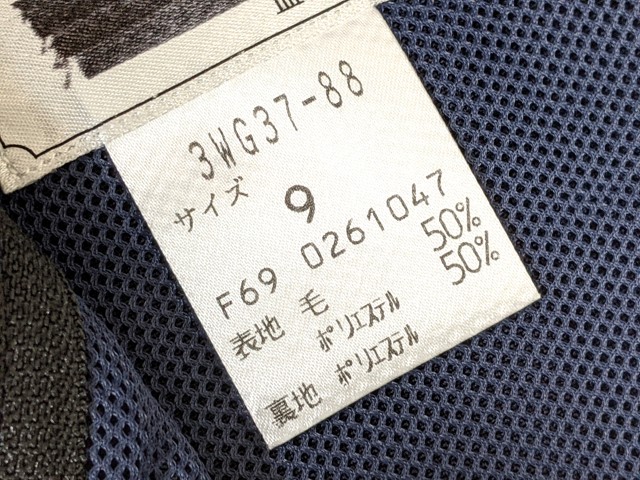 3WG37-88
サイズ 9
F69 0261047
表地 毛 50%
ポリエステル 50%
裏地 ポリエステル